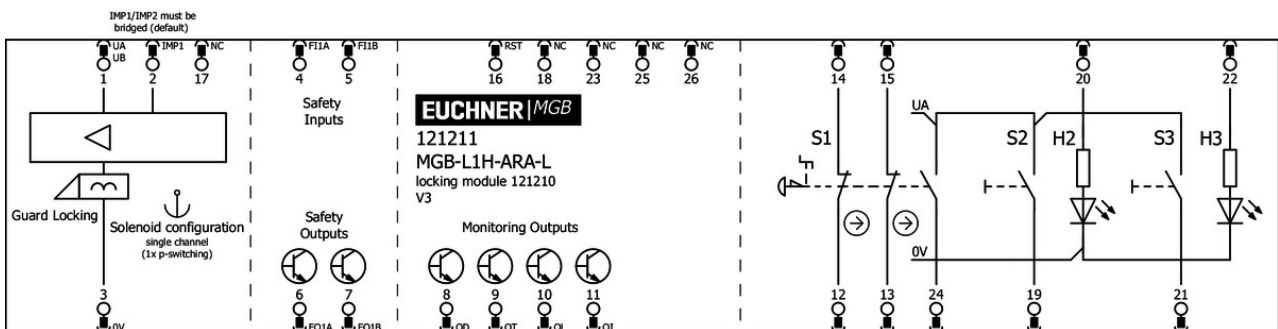 IMP1/IMP2 must be
bridged (default)
UA
UB
IMP1
NC
FI1A
FI1B
RST
NC
NC
NC
NC
1
2
17
4
5
16
18
23
25
26
14
15
20
22
Safety
Inputs
EUCHNER MGB
121211
MGB-L1H-ARA-L
locking module 121210
V3
UA
S1
S2
H2
S3
H3
Guard Locking
Solenoid configuration
single channel
(1x p-switching)
Safety
Outputs
Monitoring Outputs
0V
3
6
7
8
9
10
11
12
13
24
19
21
0V
FO1A
FO1B
OD
OT
OL
OI